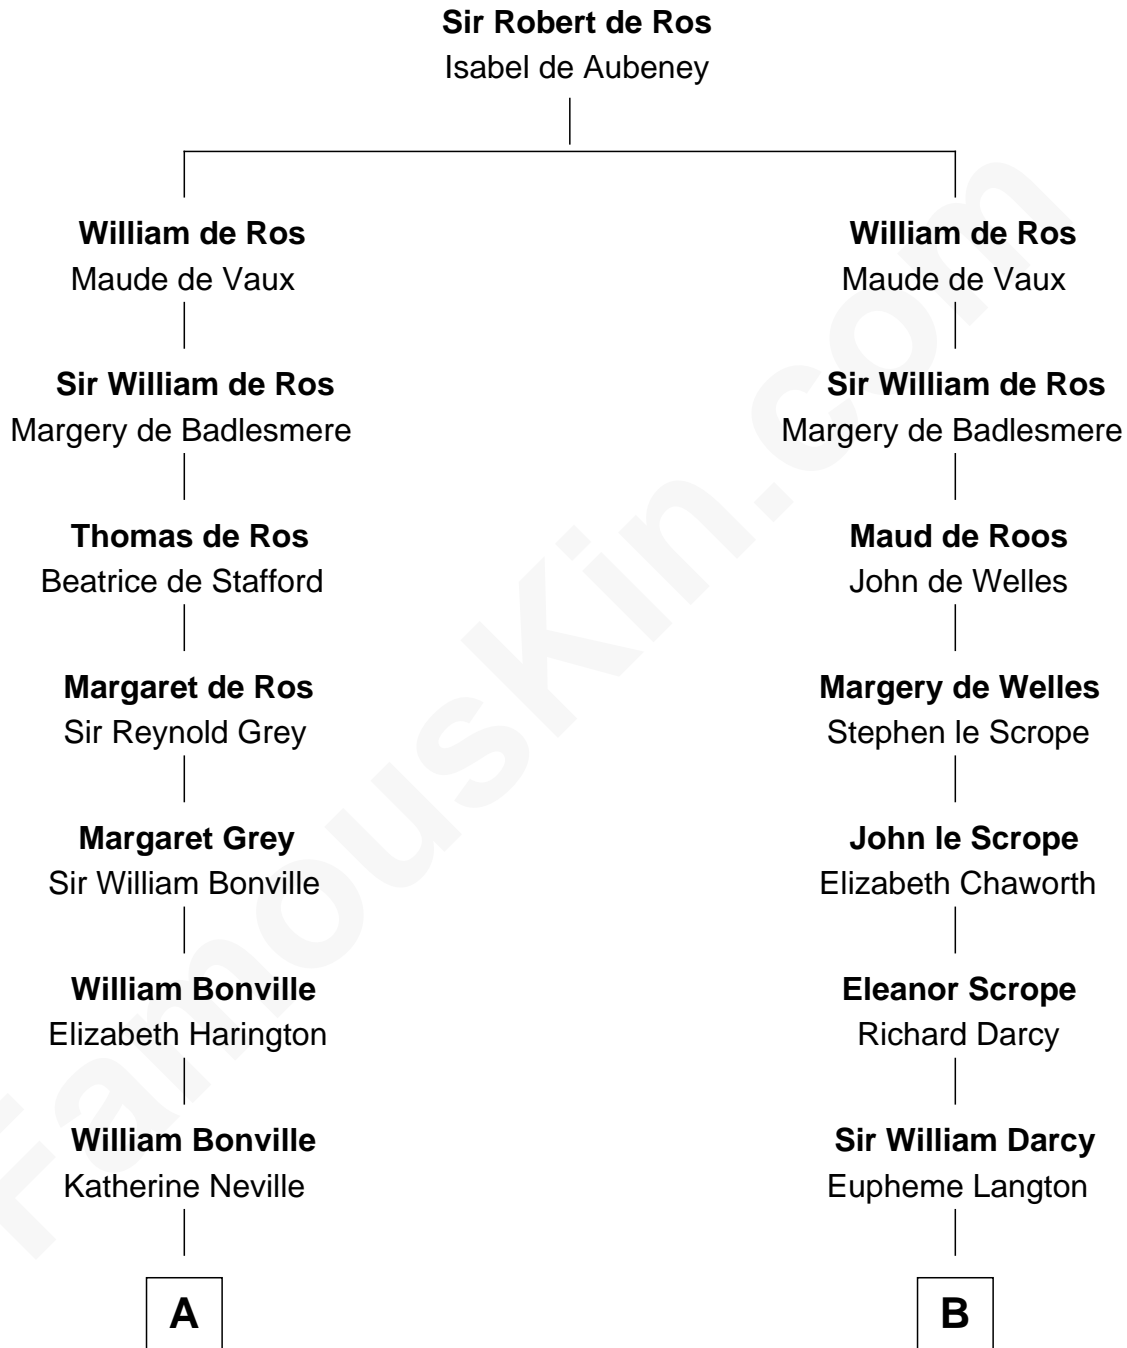 Sir Robert de Ros
Isabel de Aubeney
William de Ros
Maude de Vaux
William de Ros
Maude de Vaux
Sir William de Ros
Margery de Badlesmere
Sir William de Ros
Margery de Badlesmere
Thomas de Ros
Beatrice de Stafford
Maud de Roos
John de Welles
Margaret de Ros
Sir Reynold Grey
Margery de Welles
Stephen le Scrope
Margaret Grey
Sir William Bonville
John le Scrope
Elizabeth Chaworth
William Bonville
Elizabeth Harington
Eleanor Scrope
Richard Darcy
William Bonville
Katherine Neville
Sir William Darcy
Eupheme Langton
A
B
FamousKin.com